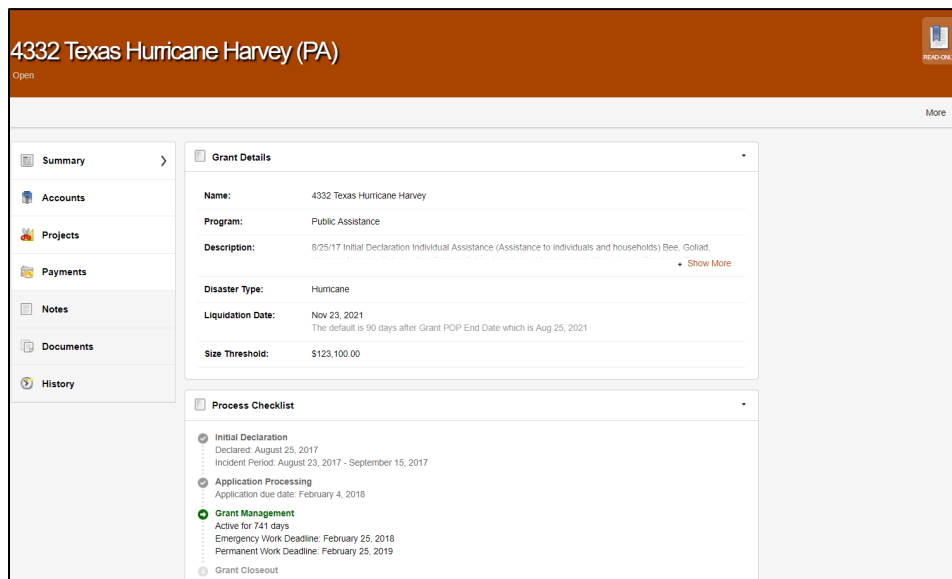 4332 Texas Hurricane Harvey (PA)
Open
READ-ONL
More
Summary
Accounts
Projects
Payments
Notes
Documents
History
Grant Details
Name: 4332 Texas Hurricane Harvey
Program: Public Assistance
Description: 8/25/17 Initial Declaration Individual Assistance (Assistance to individuals and households) Bee, Goliad,
+ Show More
Disaster Type: Hurricane
Liquidation Date: Nov 23, 2021
The default is 90 days after Grant POP End Date which is Aug 25, 2021
Size Threshold: $123,100.00
Process Checklist
Initial Declaration
Declared: August 25, 2017
Incident Period: August 23, 2017 - September 15, 2017
Application Processing
Application due date: February 4, 2018
Grant Management
Active for 741 days
Emergency Work Deadline: February 25, 2018
Permanent Work Deadline: February 25, 2019
4 Grant Closeout